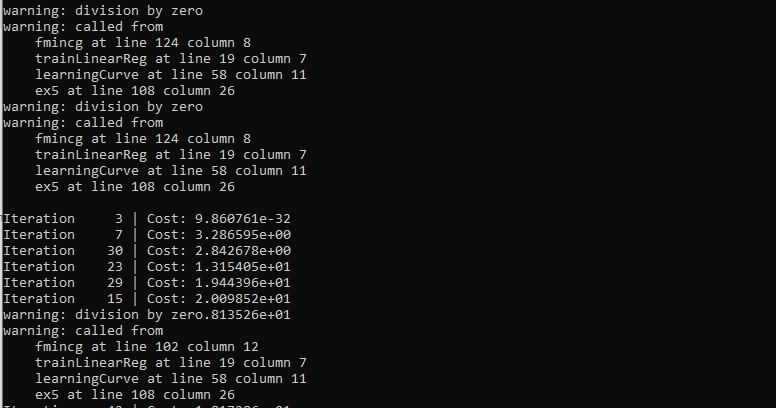 warning: division by zero
warning: called from
    fmincg at line 124 column 8
    trainLinearReg at line 19 column 7
    learningCurve at line 58 column 11
    ex5 at line 108 column 26
warning: division by zero
warning: called from
    fmincg at line 124 column 8
    trainLinearReg at line 19 column 7
    learningCurve at line 58 column 11
    ex5 at line 108 column 26

Iteration     3 | Cost: 9.860761e-32
Iteration     7 | Cost: 3.286595e+00
Iteration    30 | Cost: 2.842678e+00
Iteration    23 | Cost: 1.315405e+01
Iteration    29 | Cost: 1.944396e+01
Iteration    15 | Cost: 2.009852e+01
warning: division by zero.813526e+01
warning: called from
    fmincg at line 102 column 12
    trainLinearReg at line 19 column 7
    learningCurve at line 58 column 11
    ex5 at line 108 column 26
Iteration | Cost: